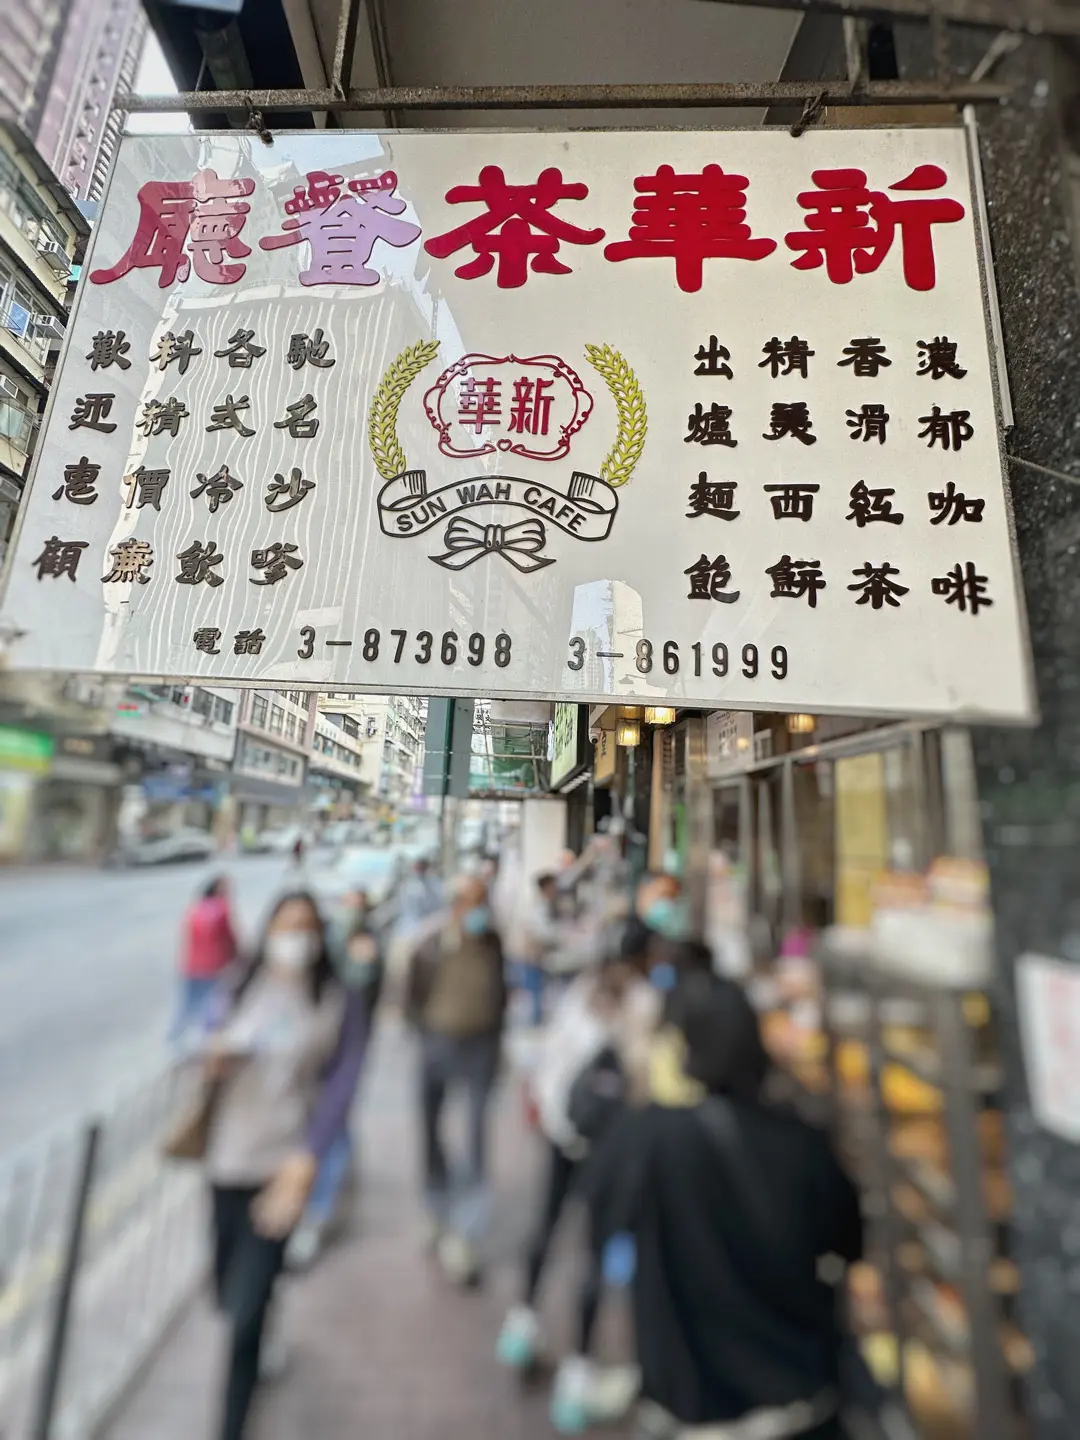 新華茶餐廳
濃郁咖啡
香滑紅茶
精美西餅
出爐麵飽
新華
SUN WAH CAFE
馳名沙嗲
各式冷飲
料精價廉
歡迎惠顧
電話 3-873698 3-861999